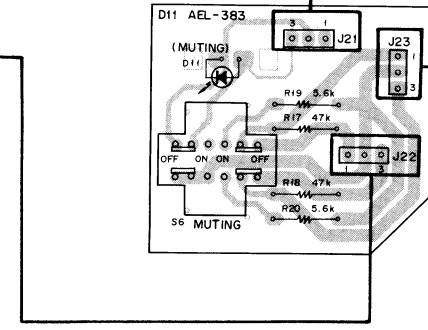 D11 AEL-383
3 1
J21
J23
(MUTING)
D11
1
3
R19 5.6k
R17 47k
OFF ON ON OFF
J22
1 3
R18 47k
R20 5.6k
S6 MUTING